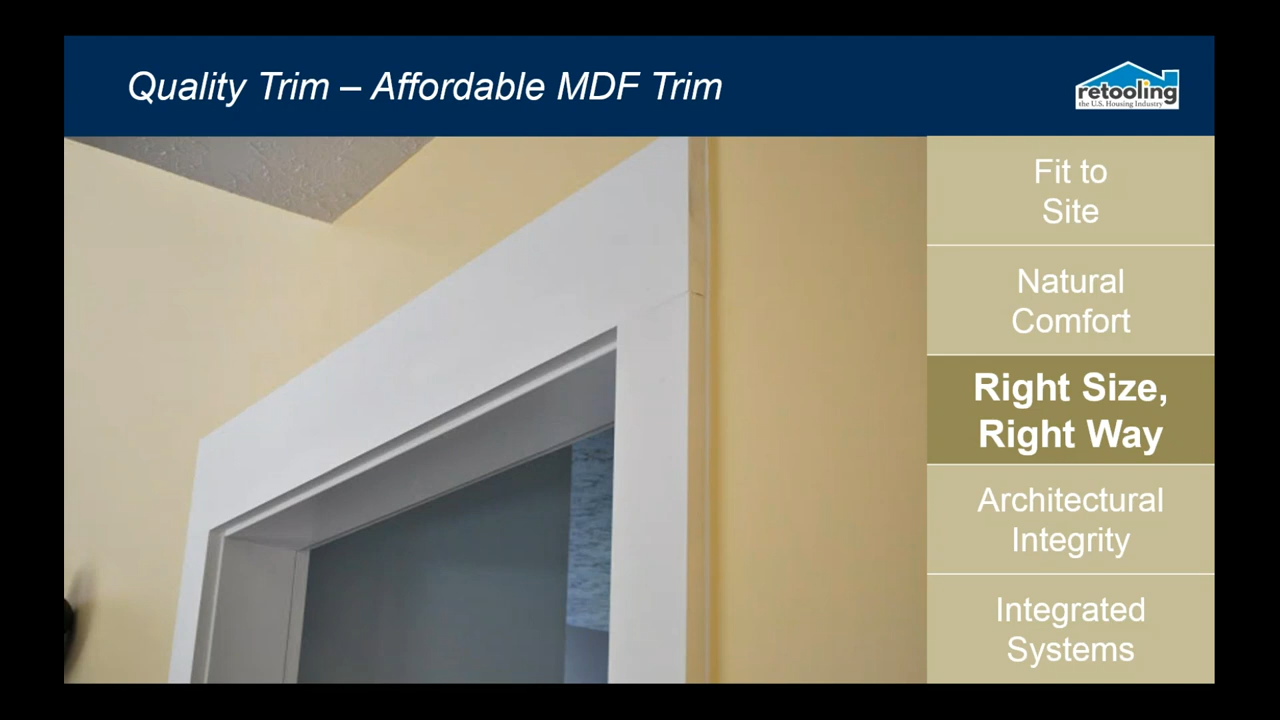 Quality Trim – Affordable MDF Trim
retooling
the U.S. Housing Industry
Fit to
Site
Natural
Comfort
Right Size,
Right Way
Architectural
Integrity
Integrated
Systems